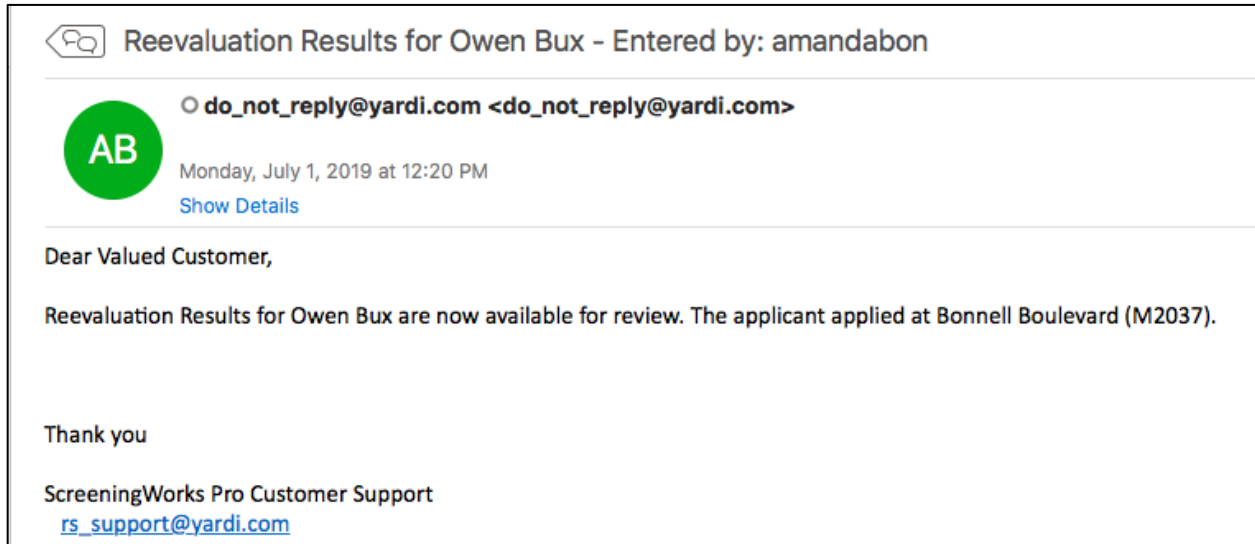 Reevaluation Results for Owen Bux - Entered by: amandabon
do_not_reply@yardi.com <do_not_reply@yardi.com>
AB
Monday, July 1, 2019 at 12:20 PM
Show Details
Dear Valued Customer,
Reevaluation Results for Owen Bux are now available for review. The applicant applied at Bonnell Boulevard (M2037).
Thank you
ScreeningWorks Pro Customer Support
rs_support@yardi.com